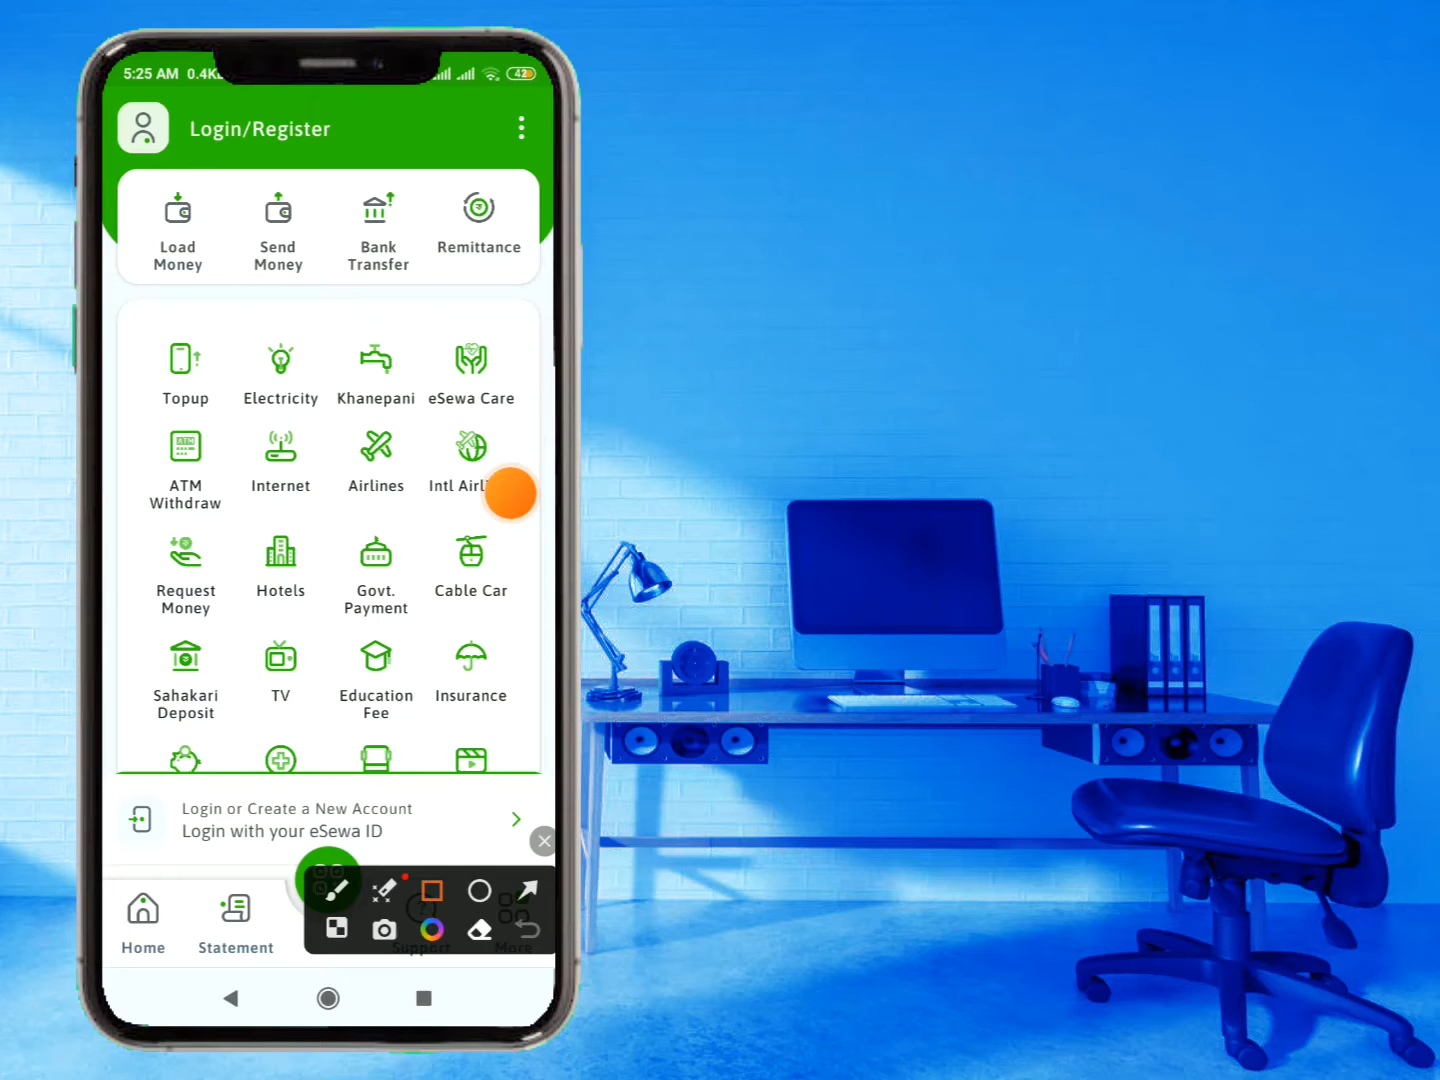 5:25 AM 0.4K
42
Login/Register
Load Money
Send Money
Bank Transfer
Remittance
Topup
Electricity
Khanepani
eSewa Care
ATM Withdraw
Internet
Airlines
Intl Airl
Request Money
Hotels
Govt. Payment
Cable Car
Sahakari Deposit
TV
Education Fee
Insurance
Login or Create a New Account
Login with your eSewa ID
Home
Statement
Support
More